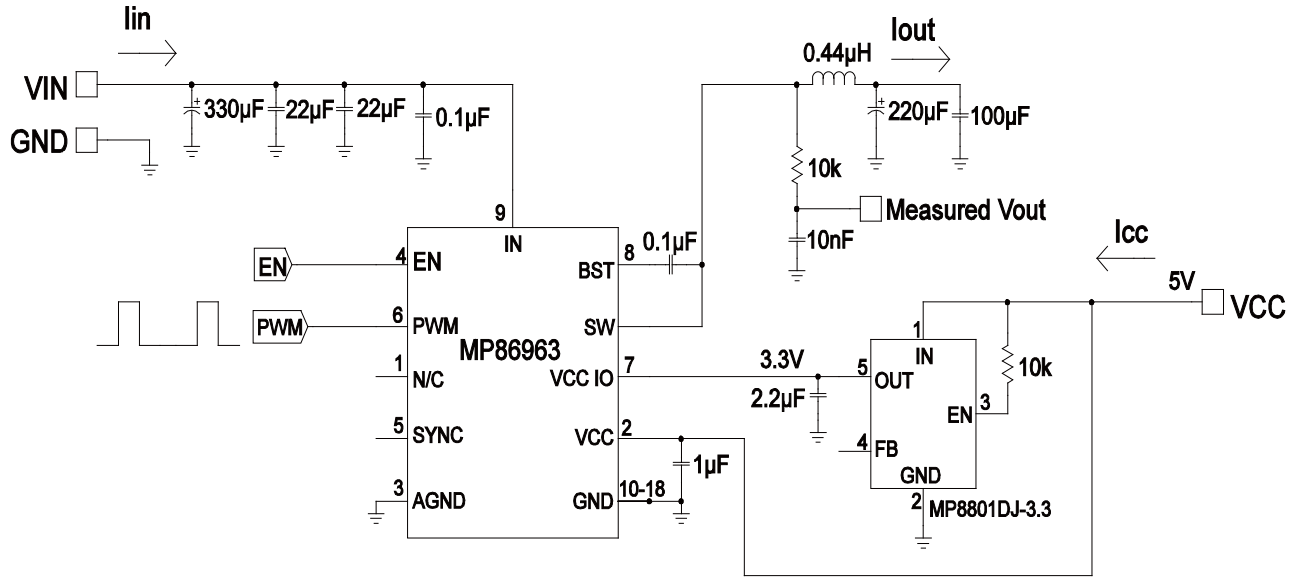 Iin
Iout
0.44µH
VIN
330µF
22µF
22µF
0.1µF
220µF
100µF
GND
10k
Measured Vout
10nF
9
IN
0.1µF
Icc
EN
4
EN
BST
8
5V
VCC
PWM
6
PWM
SW
MP86963
1
N/C
VCC IO
7
3.3V
2.2µF
5
OUT
1
IN
10k
EN
3
4
FB
5
SYNC
VCC
2
1µF
GND
2
MP8801DJ-3.3
3
AGND
GND
10-18